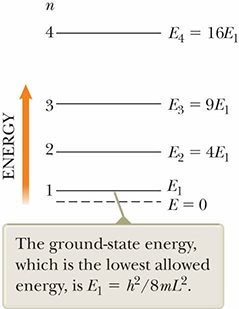 n
4 E₄ = 16E₁
ENERGY
3 E₃ = 9E₁
2 E₂ = 4E₁
1 E₁
E = 0
The ground-state energy,
which is the lowest allowed
energy, is E₁ = h²/8mL².